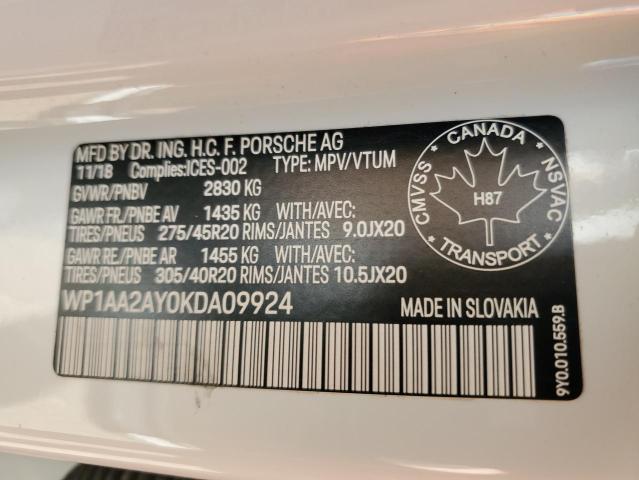 MFD BY DR. ING. H.C. F. PORSCHE AG
11/18 Complies:ICES-002 TYPE: MPV/VTUM
GVWR/PNBV 2830 KG
GAWR FR./PNBE AV 1435 KG WITH/AVEC:
TIRES/PNEUS 275/45R20 RIMS/JANTES 9.0JX20
GAWR RE./PNBE AR 1455 KG WITH/AVEC:
TIRES/PNEUS 305/40R20 RIMS/JANTES 10.5JX20
WP1AA2AY0KDA09924 MADE IN SLOVAKIA
CANADA
CMVSS
NSVAC
H87
TRANSPORT
9Y0.010.559.B